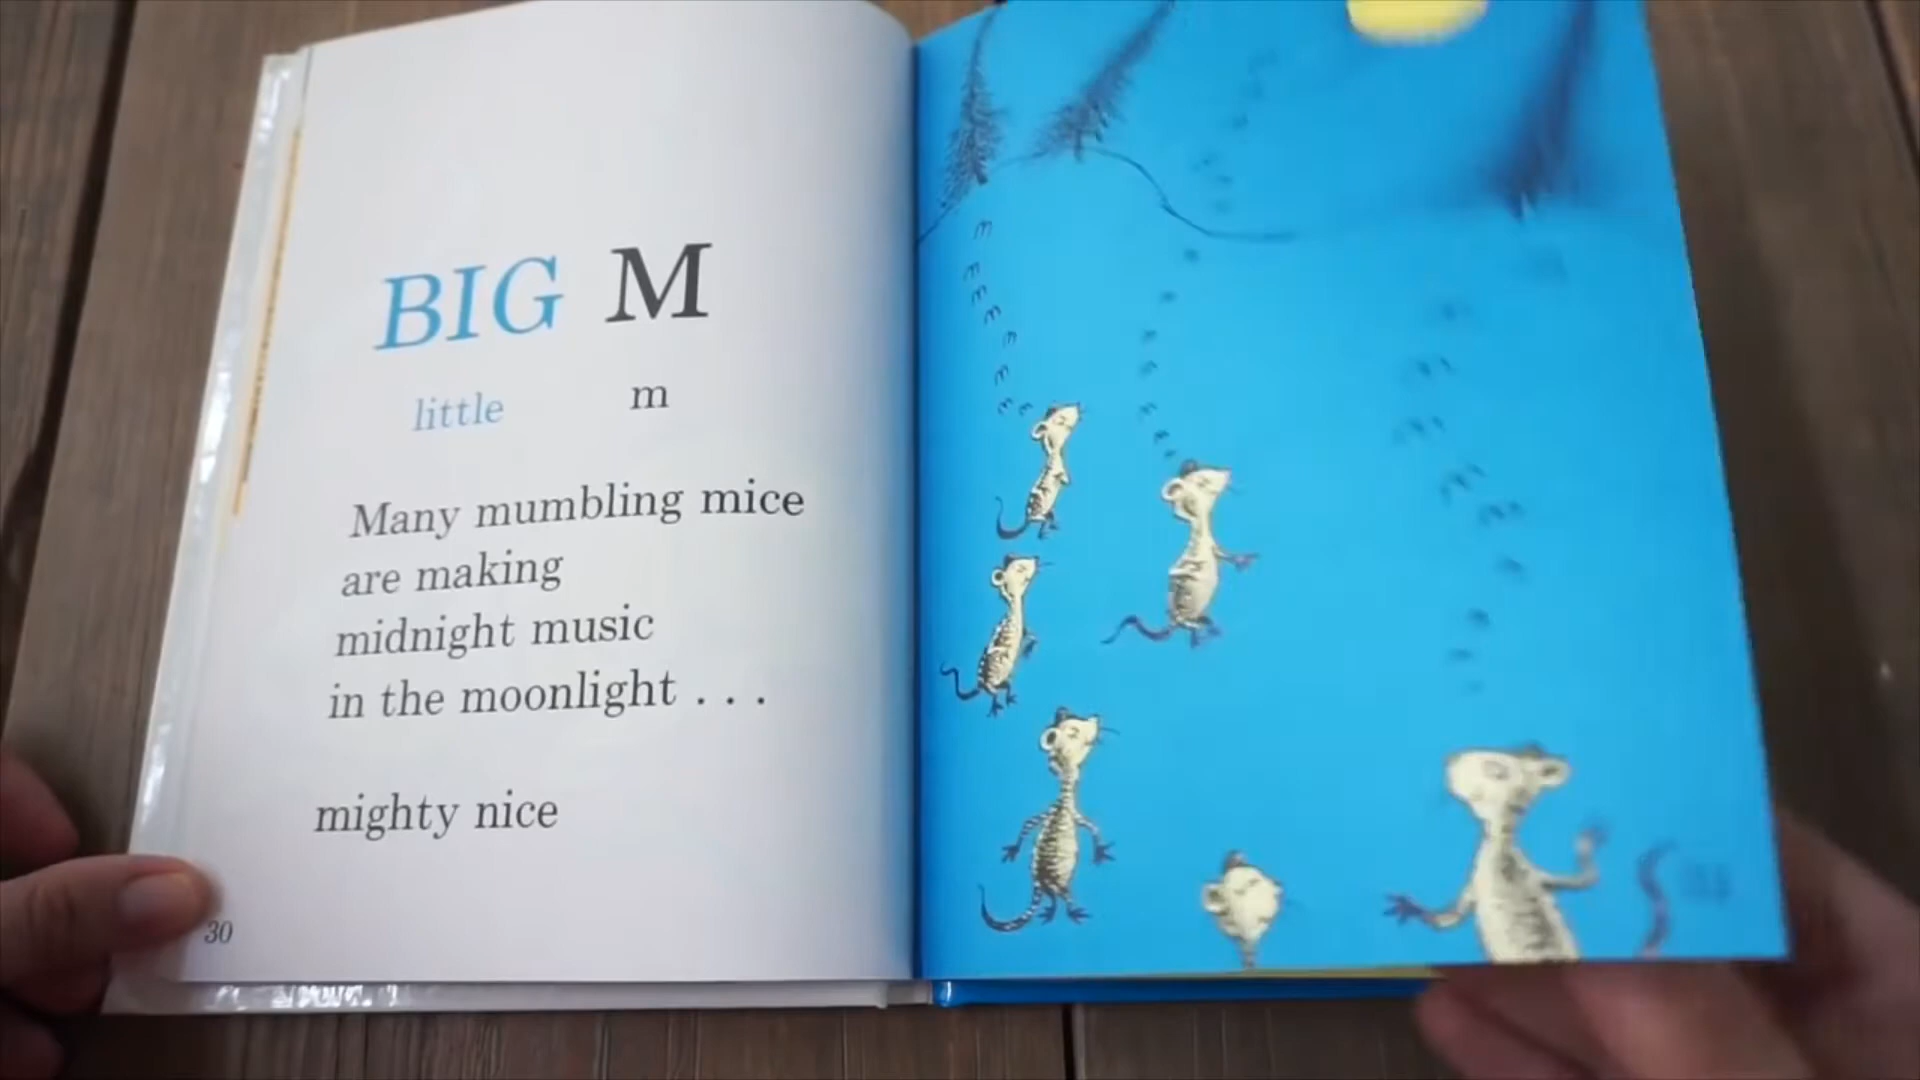 BIG M
little m
Many mumbling mice
are making
midnight music
in the moonlight . . .
mighty nice
30